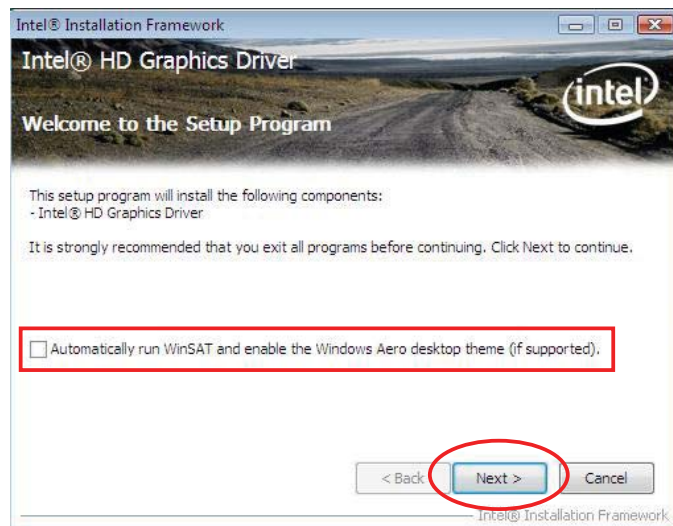 Intel® Installation Framework
Intel® HD Graphics Driver
intel
Welcome to the Setup Program
This setup program will install the following components:
- Intel® HD Graphics Driver
It is strongly recommended that you exit all programs before continuing. Click Next to continue.
Automatically run WinSAT and enable the Windows Aero desktop theme (if supported).
< Back
Next >
Cancel
Intel® Installation Framework